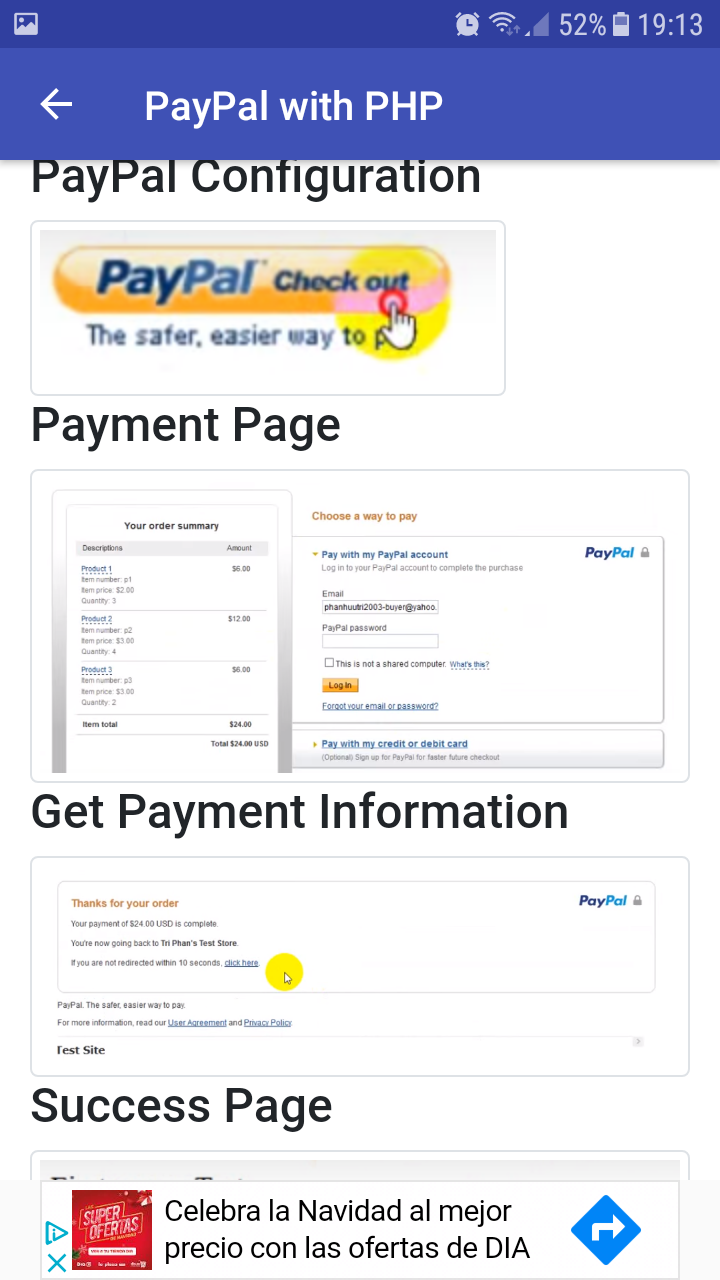 52% 19:13
PayPal with PHP
PayPal Configuration
PayPal Check out
The safer, easier way to p
Payment Page
Your order summary
Descriptions Amount
Product 1 $6.00
Item number: p1
Item price: $2.00
Quantity: 3
Product 2 $12.00
Item number: p2
Item price: $3.00
Quantity: 4
Product 3 $6.00
Item number: p3
Item price: $3.00
Quantity: 2
Item total $24.00
Total $24.00 USD
Choose a way to pay
Pay with my PayPal account PayPal
Log in to your PayPal account to complete the purchase
Email
phanhuutri2003-buyer@yahoo.
PayPal password
This is not a shared computer. What's this?
Log In
Forgot your email or password?
Pay with my credit or debit card
(Optional) Sign up for PayPal for faster future checkout
Get Payment Information
Thanks for your order PayPal
Your payment of $24.00 USD is complete.
You're now going back to Tri Phan's Test Store.
If you are not redirected within 10 seconds, click here.
PayPal. The safer, easier way to pay.
For more information, read our User Agreement and Privacy Policy
Test Site
Success Page
SUPER
OFERTAS
Celebra la Navidad al mejor
precio con las ofertas de DIA